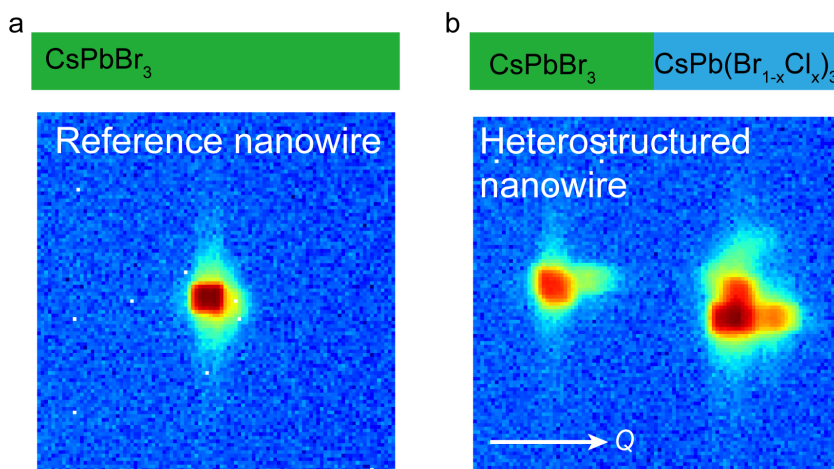 a
CsPbBr₃
Reference nanowire
b
CsPbBr₃
CsPb(Br₁₋ₓClₓ)₃
Heterostructured
nanowire
Q